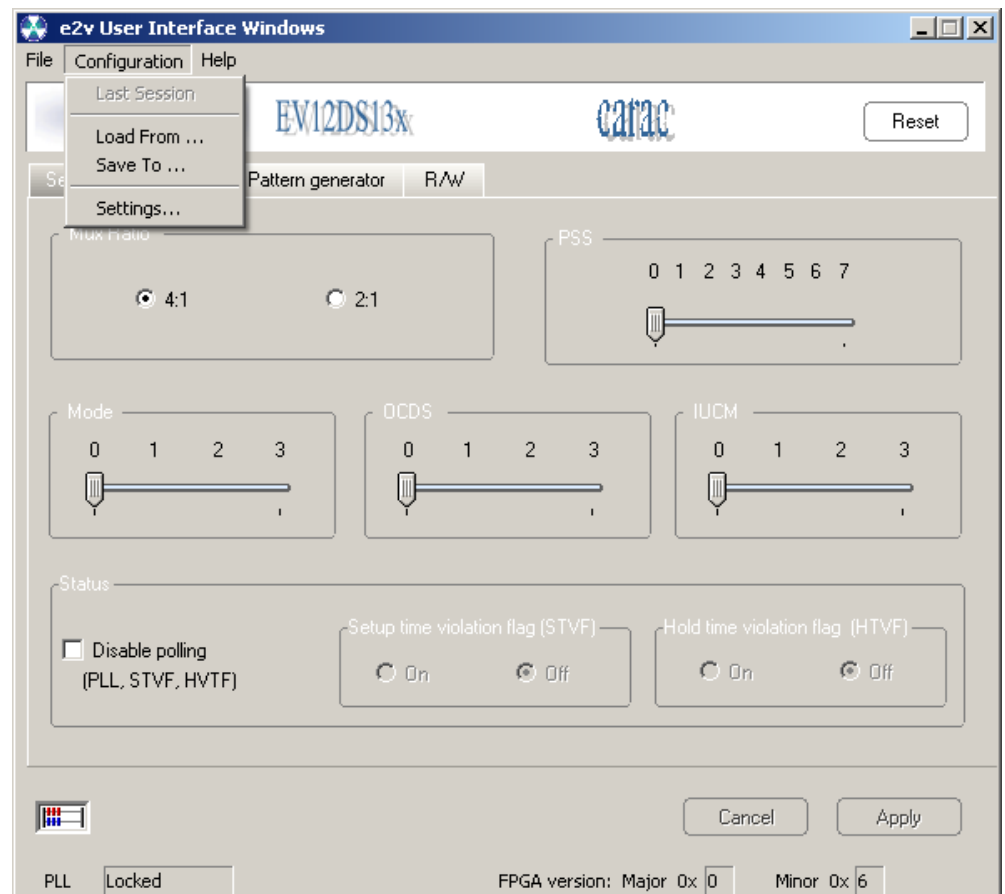 e2v User Interface Windows
File Configuration Help
Last Session
Load From ...
Save To ...
Settings...
EV12DS13x
carac
Reset
Se
Pattern generator
R/W
Mux Ratio
4:1
2:1
PSS
0 1 2 3 4 5 6 7
Mode
0 1 2 3
OCDS
0 1 2 3
IUCM
0 1 2 3
Status
Disable polling
(PLL, STVF, HVTF)
Setup time violation flag (STVF)
On Off
Hold time violation flag (HTVF)
On Off
Cancel
Apply
PLL Locked
FPGA version: Major 0x 0 Minor 0x 6